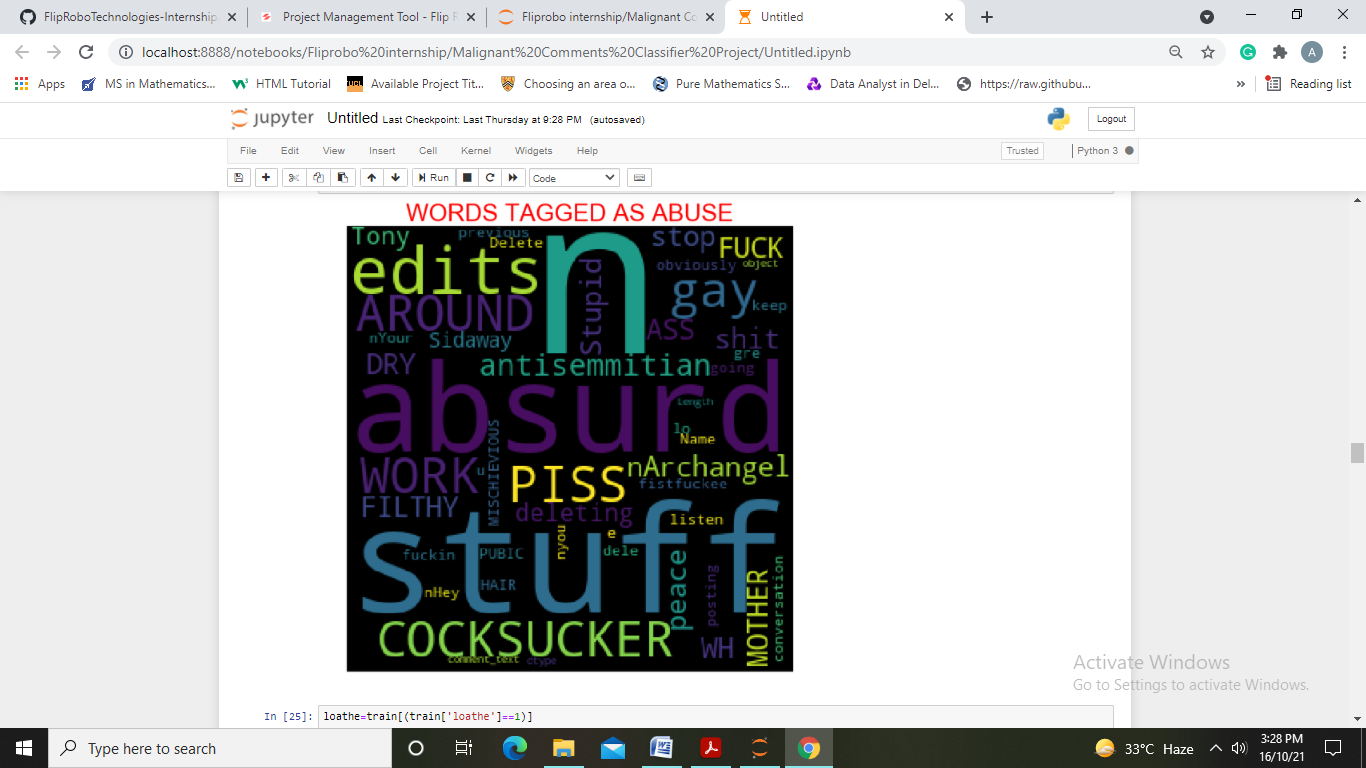 FlipRoboTechnologies-Internship
Project Management Tool - Flip R
Fliprobo internship/Malignant Co
Untitled
localhost:8888/notebooks/Fliprobo%20internship/Malignant%20Comments%20Classifier%20Project/Untitled.ipynb
A
Apps
MS in Mathematics...
HTML Tutorial
UCL
Available Project Tit...
Choosing an area o...
Pure Mathematics S...
Data Analyst in Del...
https://raw.githubu...
»
Reading list
jupyter Untitled Last Checkpoint: Last Thursday at 9:28 PM (autosaved)
Logout
File Edit View Insert Cell Kernel Widgets Help
Trusted
Python 3
Run
Code
WORDS TAGGED AS ABUSE
Tony
previous
Delete
n
stop
FUCK
edits
Stupid
obviously
object
gay
keep
AROUND
ASS
shit
nYour
Sidaway
gre
DRY
antisemmitian
going
absurd
Length
lo
Name
WORK
u
MISCHIEVIOUS
PISS
nArchangel
fistfuckee
FILTHY
deleting
listen
stuff
nyou
e
fuckin
PUBIC
dele
peace
posting
MOTHER
conversation
nHey
HAIR
COCKSUCKER
WH
comment_text
ctype
In [25]: loathe=train[(train['loathe']==1)]
Activate Windows
Go to Settings to activate Windows.
Type here to search
33°C Haze
3:28 PM
16/10/21